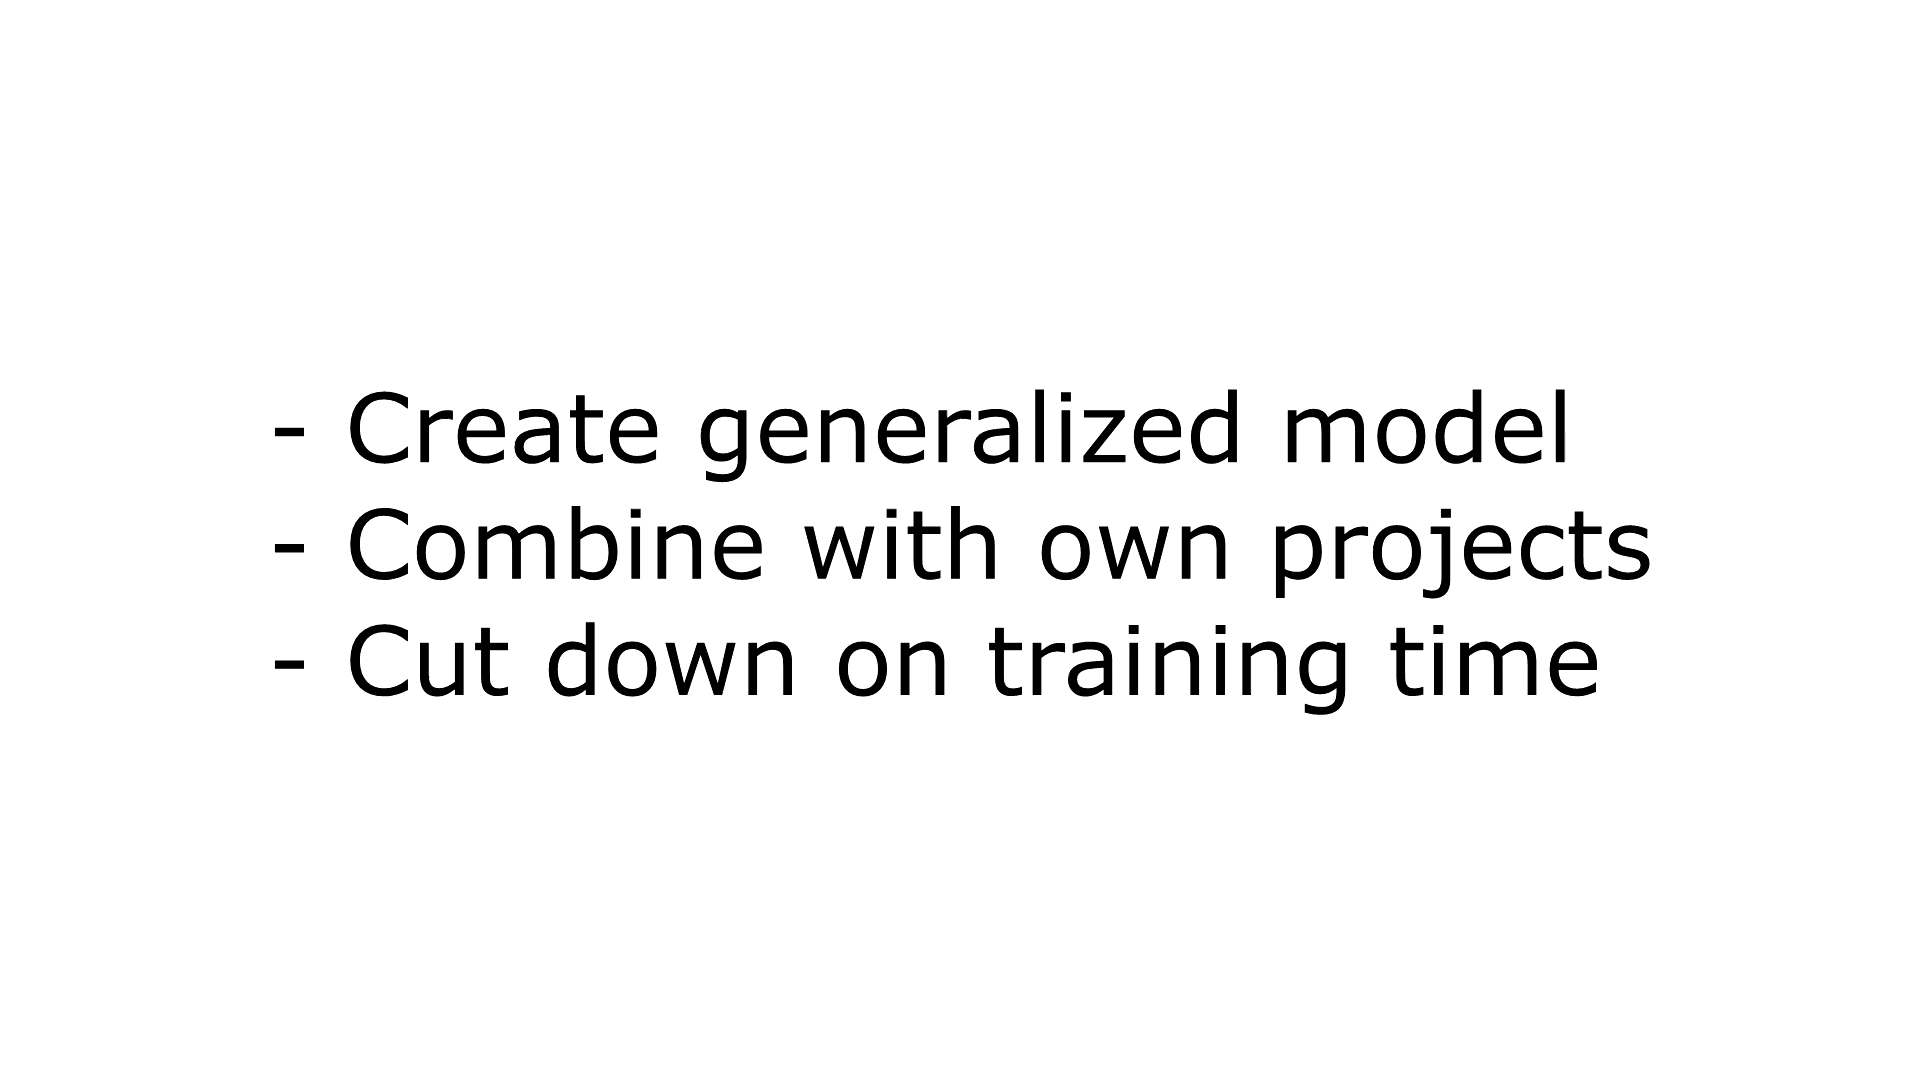 - Create generalized model
- Combine with own projects
- Cut down on training time